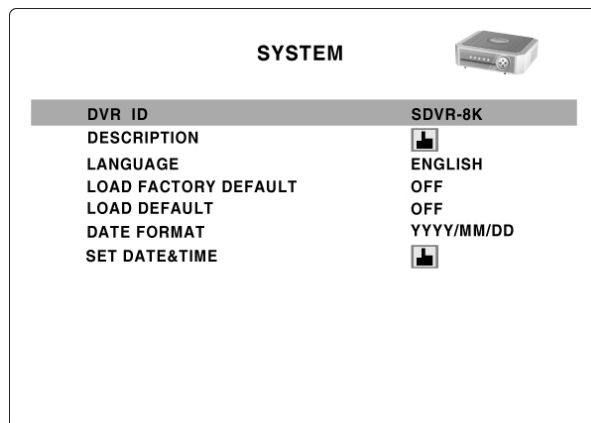 SYSTEM
DVR ID SDVR-8K
DESCRIPTION
LANGUAGE ENGLISH
LOAD FACTORY DEFAULT OFF
LOAD DEFAULT OFF
DATE FORMAT YYYY/MM/DD
SET DATE&TIME